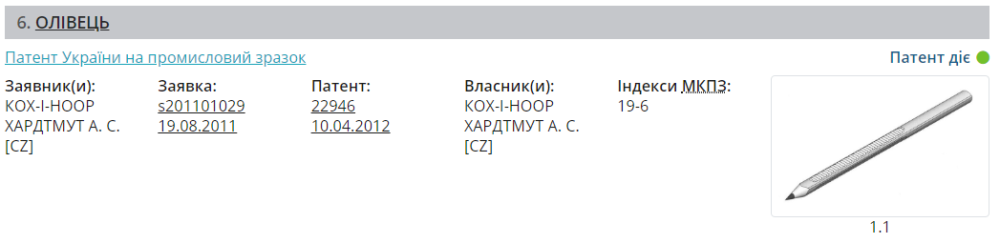 6. ОЛІВЕЦЬ
Патент України на промисловий зразок
Патент діє
Заявник(и):
КОХ-І-НООР
ХАРДТМУТ А. С.
[CZ]
Заявка:
s201101029
19.08.2011
Патент:
22946
10.04.2012
Власник(и):
КОХ-І-НООР
ХАРДТМУТ А. С.
[CZ]
Індекси МКПЗ:
19-6
1.1